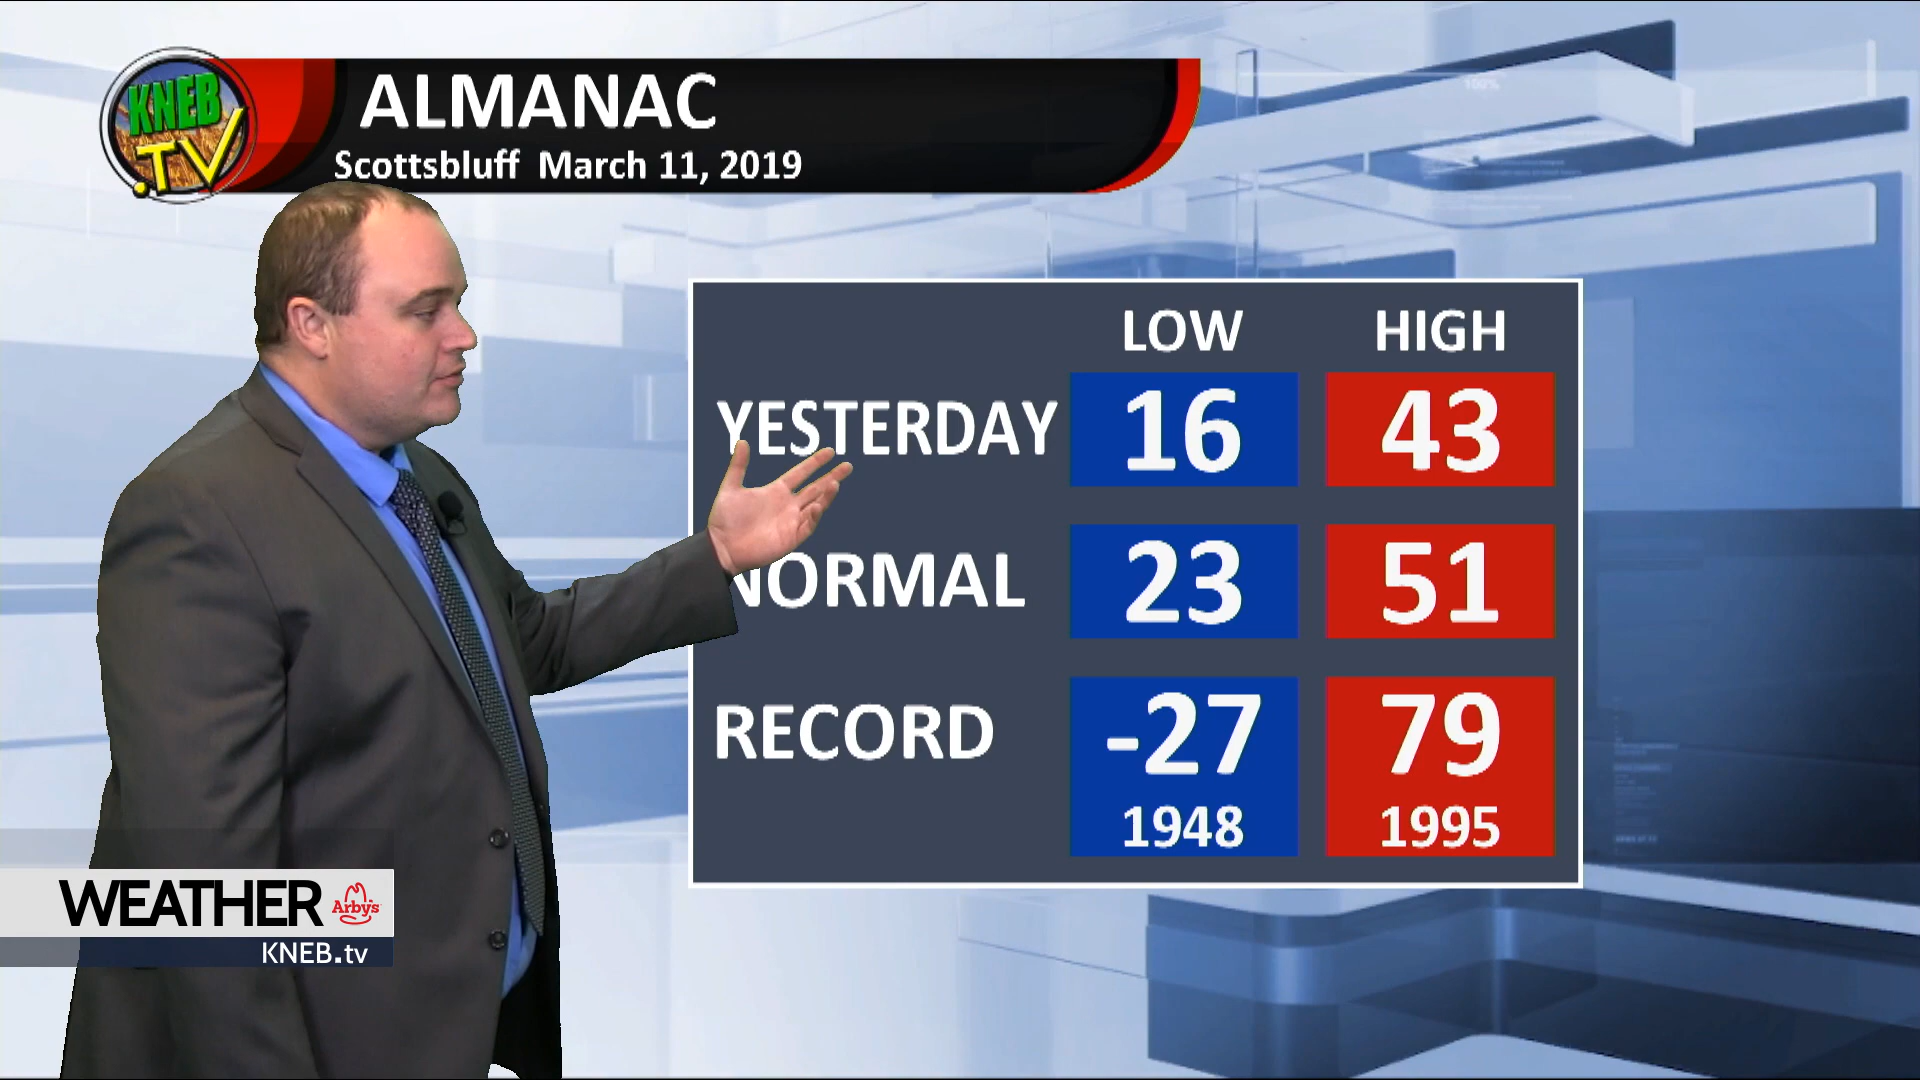 KNEB
.TV
ALMANAC
Scottsbluff March 11, 2019
LOW HIGH
YESTERDAY 16 43
NORMAL 23 51
RECORD -27 79
1948 1995
WEATHER Arby's
KNEB.tv